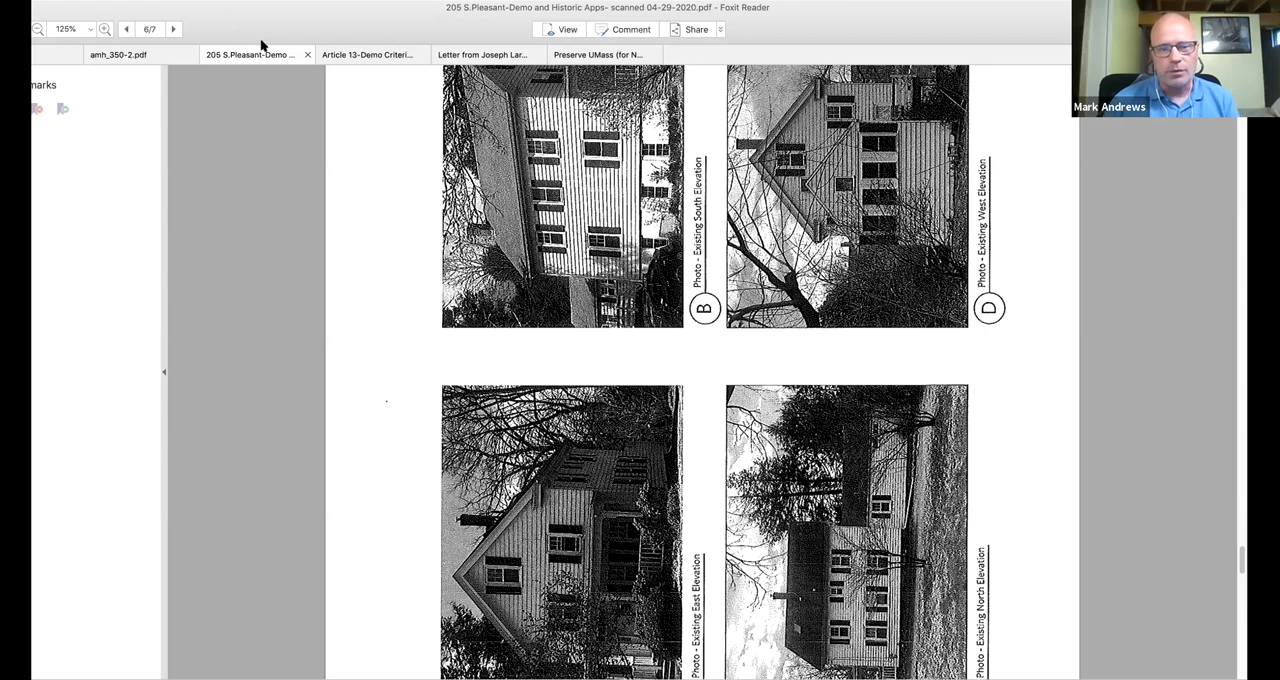 205 S.Pleasant-Demo and Historic Apps- scanned 04-29-2020.pdf - Foxit Reader
125%
6/7
View
Comment
Share
amh_350-2.pdf
205 S.Pleasant-Demo ...
Article 13-Demo Criteri...
Letter from Joseph Lar...
Preserve UMass (for N...
marks
Mark Andrews
Photo - Existing South Elevation
B
Photo - Existing West Elevation
D
Photo - Existing East Elevation
Photo - Existing North Elevation